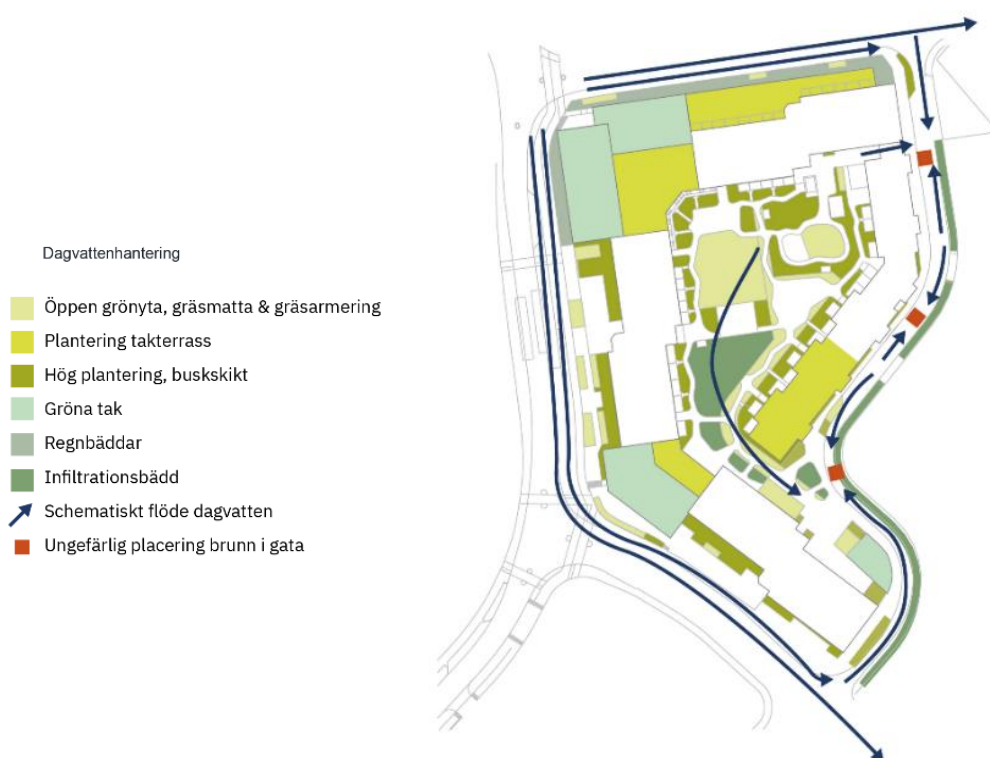 Dagvattenhantering
Öppen grönyta, gräsmatta & gräsarmering
Plantering takterrass
Hög plantering, buskskikt
Gröna tak
Regnbäddar
Infiltrationsbädd
Schematiskt flöde dagvatten
Ungefärlig placering brunn i gata